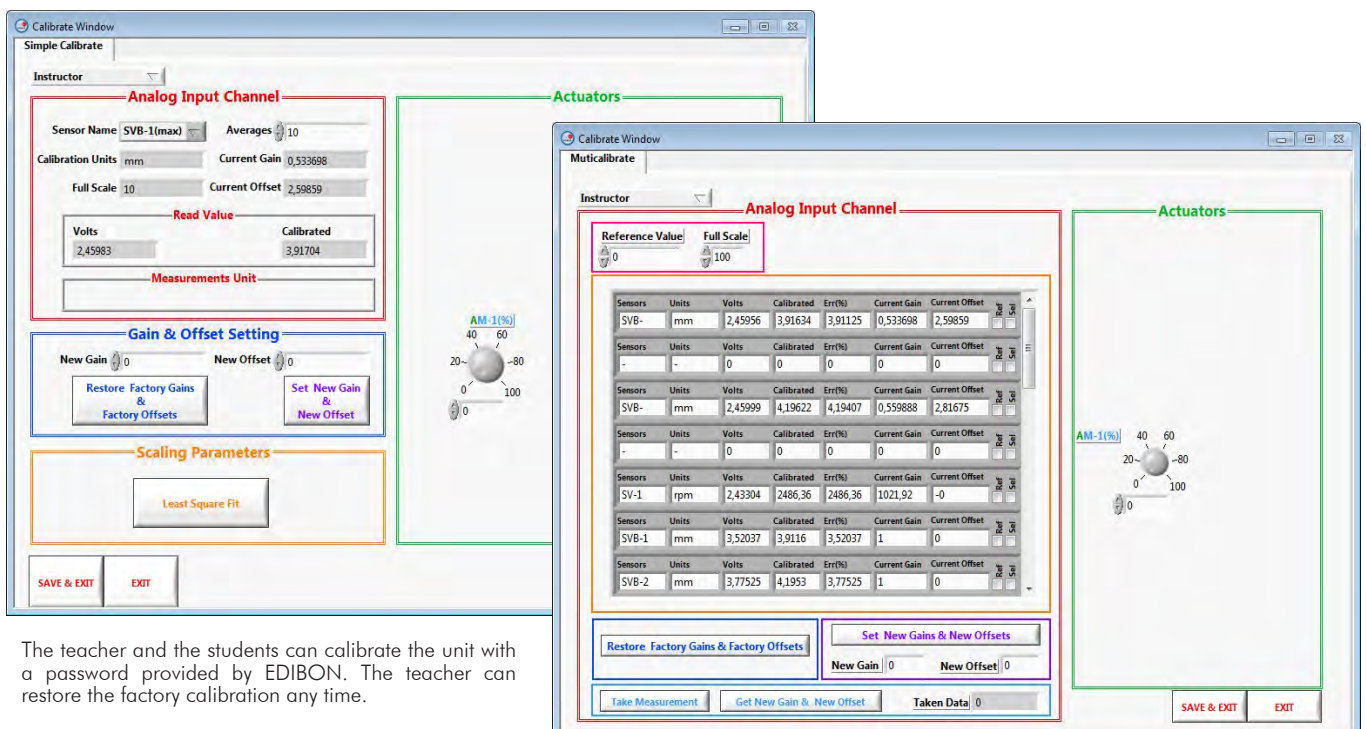 Calibrate Window
Simple Calibrate
Instructor
Analog Input Channel
Sensor Name SVB-1(max) Averages 10
Calibration Units mm Current Gain 0,533698
Full Scale 10 Current Offset 2,59859
Read Value
Volts Calibrated
2,45983 3,91704
Measurements Unit
Gain & Offset Setting
New Gain 0 New Offset 0
Restore Factory Gains
&
Factory Offsets
Set New Gain
&
New Offset
Scaling Parameters
Least Square Fit
SAVE & EXIT EXIT
Actuators
AM-1(%)
40 60
20 80
0 100
0
The teacher and the students can calibrate the unit with
a password provided by EDIBON. The teacher can
restore the factory calibration any time.
Calibrate Window
Muticalibrate
Instructor
Analog Input Channel
Reference Value Full Scale
0 100
Sensors Units Volts Calibrated Err(%) Current Gain Current Offset Ref Sel
SVB- mm 2,45956 3,91634 3,91125 0,533698 2,59859
Sensors Units Volts Calibrated Err(%) Current Gain Current Offset Ref Sel
- - 0 0 0 0 0
Sensors Units Volts Calibrated Err(%) Current Gain Current Offset Ref Sel
SVB- mm 2,45999 4,19622 4,19407 0,559888 2,81675
Sensors Units Volts Calibrated Err(%) Current Gain Current Offset Ref Sel
- - 0 0 0 0 0
Sensors Units Volts Calibrated Err(%) Current Gain Current Offset Ref Sel
SV-1 rpm 2,43304 2486,36 2486,36 1021,92 -0
Sensors Units Volts Calibrated Err(%) Current Gain Current Offset Ref Sel
SVB-1 mm 3,52037 3,9116 3,52037 1 0
Sensors Units Volts Calibrated Err(%) Current Gain Current Offset Ref Sel
SVB-2 mm 3,77525 4,1953 3,77525 1 0
Restore Factory Gains & Factory Offsets
Set New Gains & New Offsets
New Gain 0 New Offset 0
Take Measurement Get New Gain & New Offset Taken Data 0
Actuators
AM-1(%) 40 60
20 80
0 100
0
SAVE & EXIT EXIT